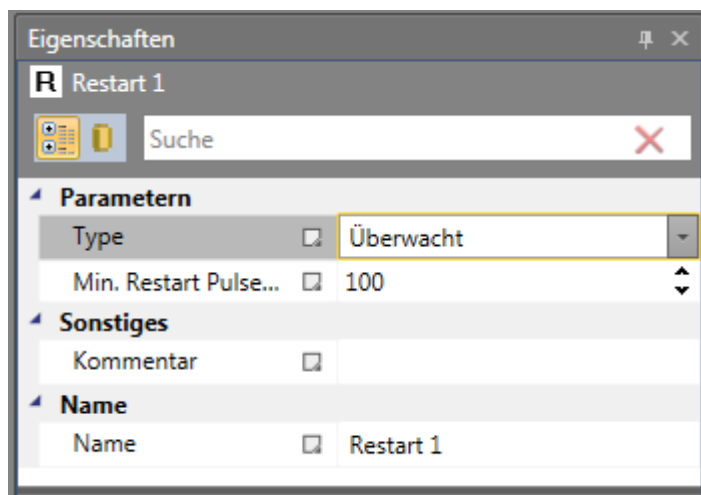 Eigenschaften
R Restart 1
Suche
Parametern
Type Überwacht
Min. Restart Pulse... 100
Sonstiges
Kommentar
Name
Name Restart 1